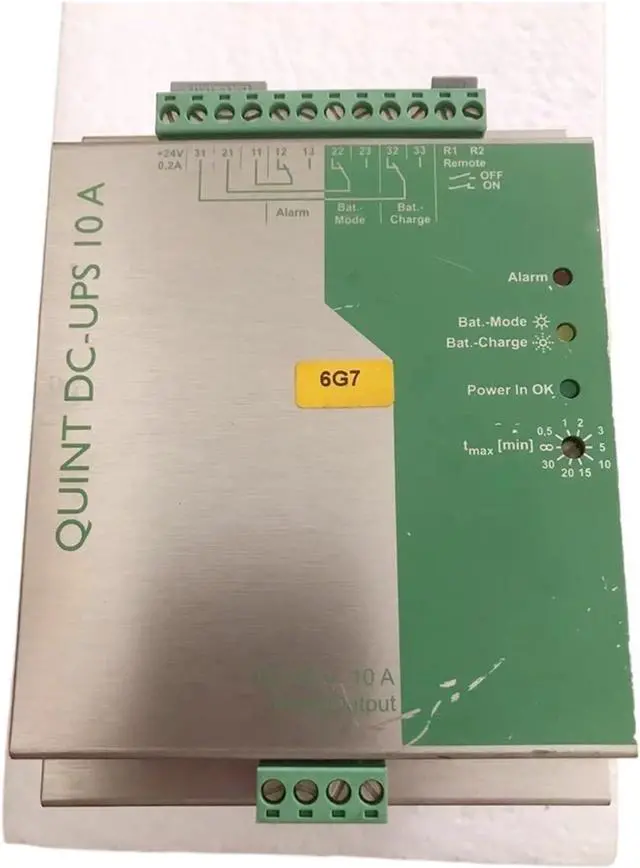 +24V 31 21 11 12 13 22 23 32 33 R1 R2
0.2A Remote
OFF
ON
Alarm Bat.- Bat.-
Mode Charge
QUINT DC-UPS 10 A
Alarm
Bat.-Mode
Bat.-Charge
6G7
Power In OK
tmax [min] ∞ 0,5 1 2 3 5 10 15 20 30
10 A